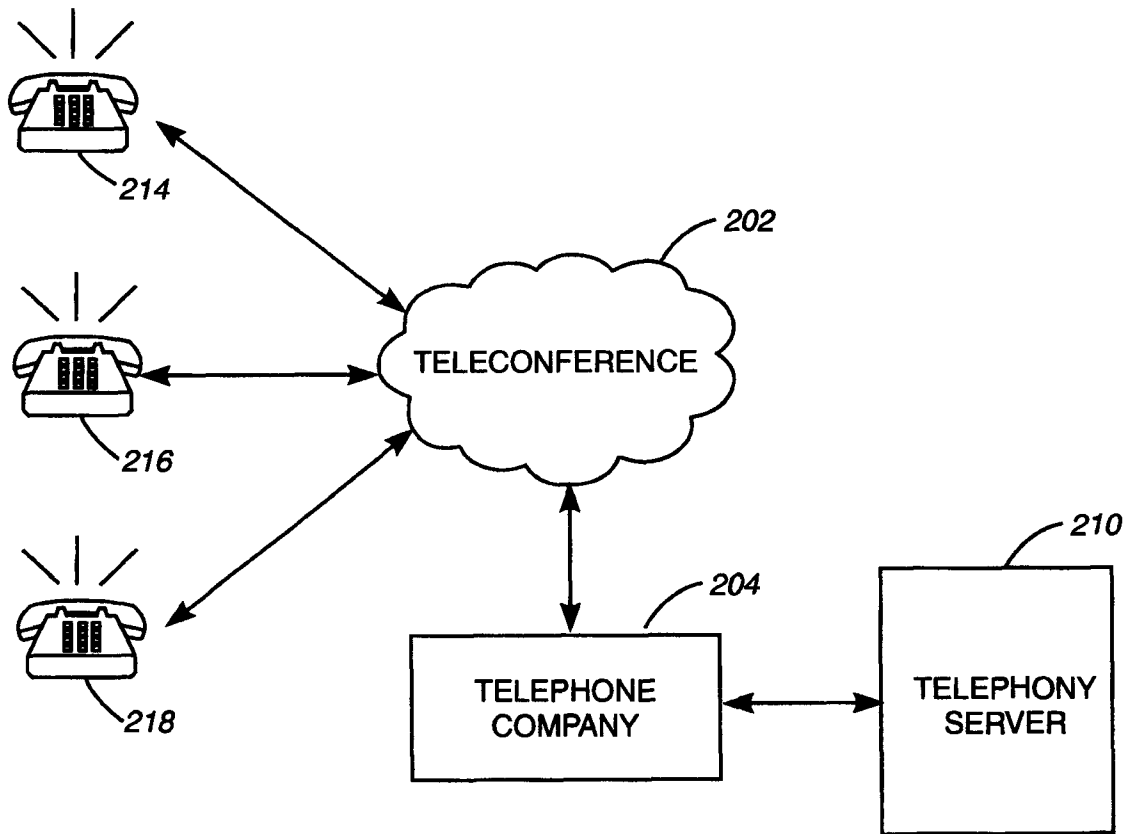 214
202
TELECONFERENCE
216
210
204
TELEPHONE
COMPANY
TELEPHONY
SERVER
218